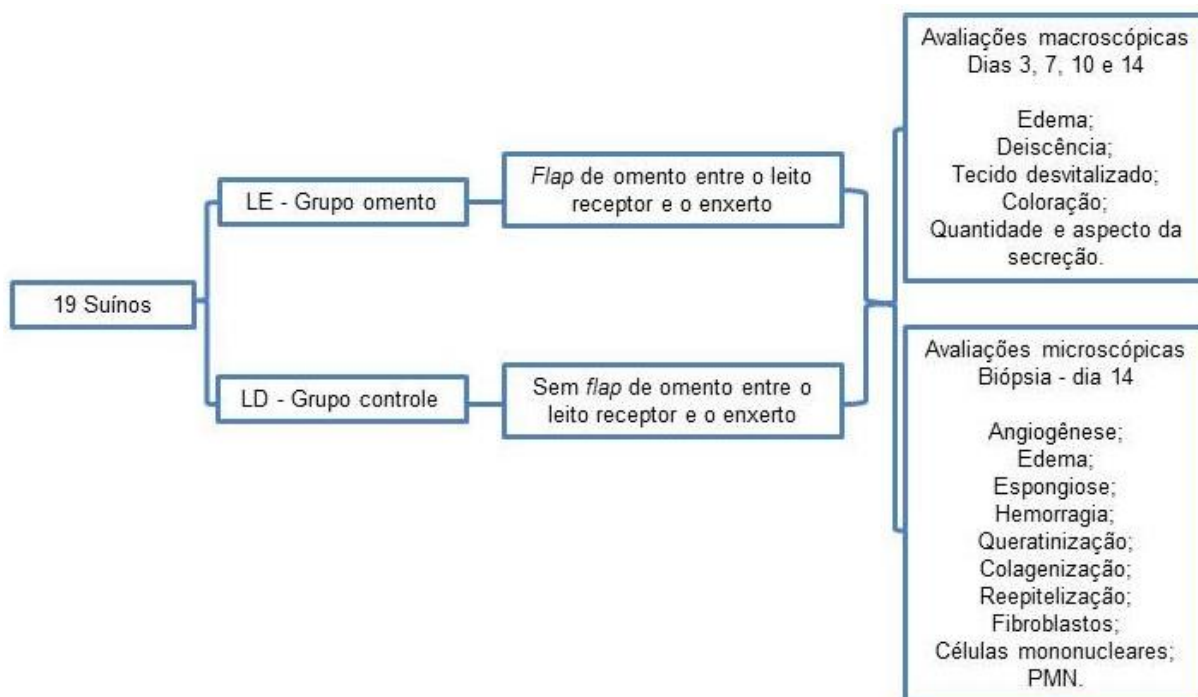 19 Suínos
LE - Grupo omento
Flap de omento entre o leito
receptor e o enxerto
LD - Grupo controle
Sem flap de omento entre o
leito receptor e o enxerto
Avaliações macroscópicas
Dias 3, 7, 10 e 14
Edema;
Deiscência;
Tecido desvitalizado;
Coloração;
Quantidade e aspecto da
secreção.
Avaliações microscópicas
Biópsia - dia 14
Angiogênese;
Edema;
Espongiose;
Hemorragia;
Queratinização;
Colagenização;
Reepitelização;
Fibroblastos;
Células mononucleares;
PMN.